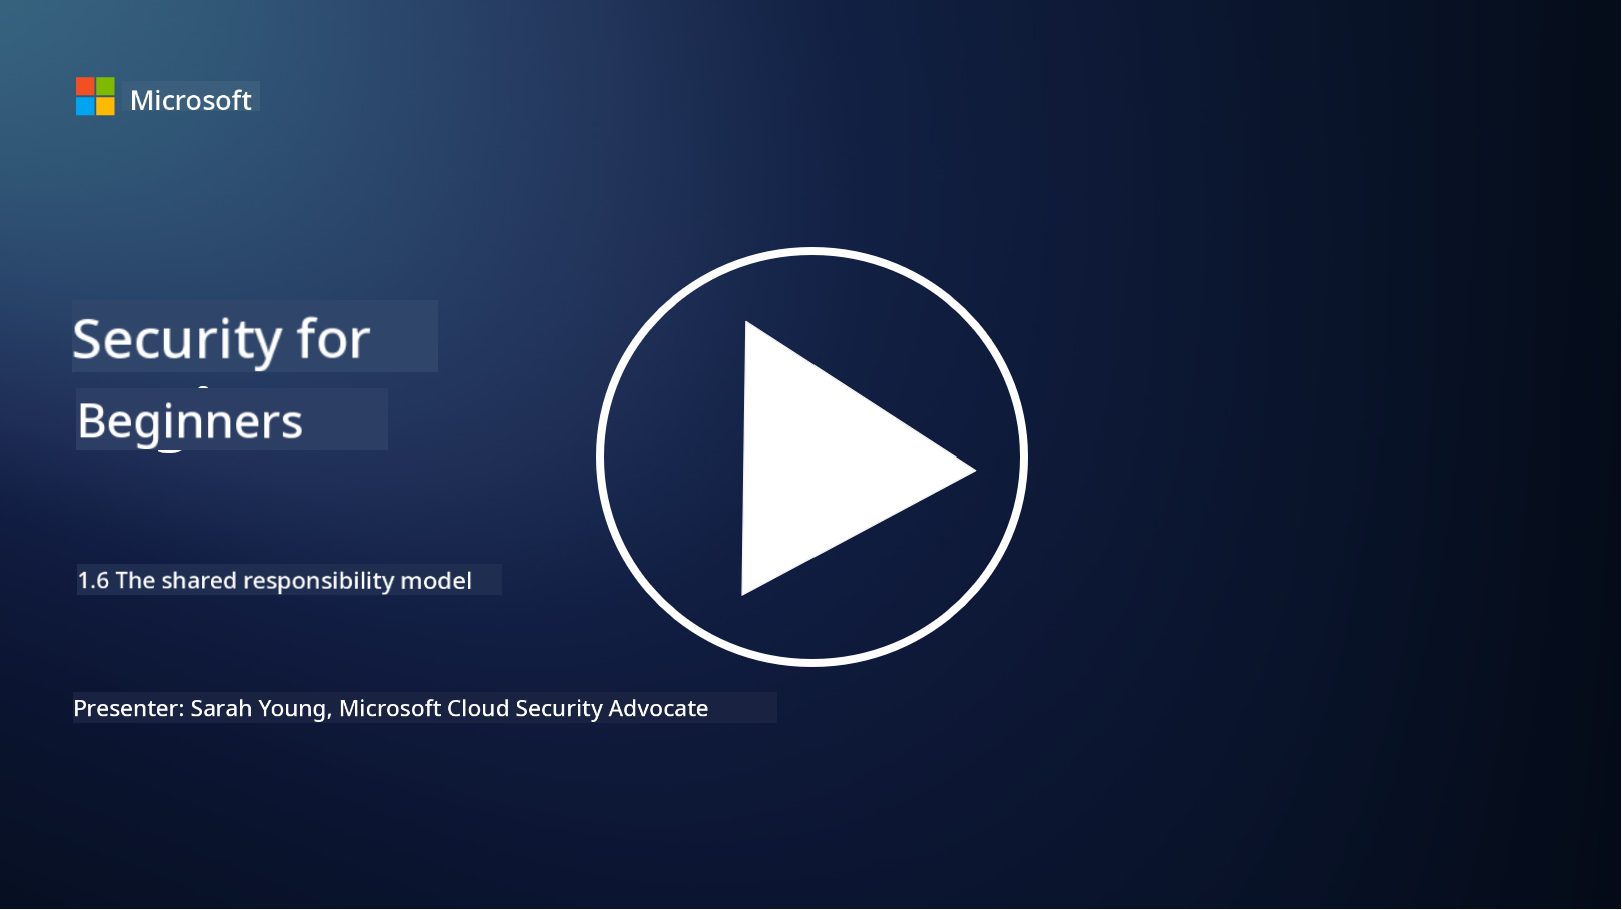 Microsoft
Security for
Beginners
1.6 The shared responsibility model
Presenter: Sarah Young, Microsoft Cloud Security Advocate